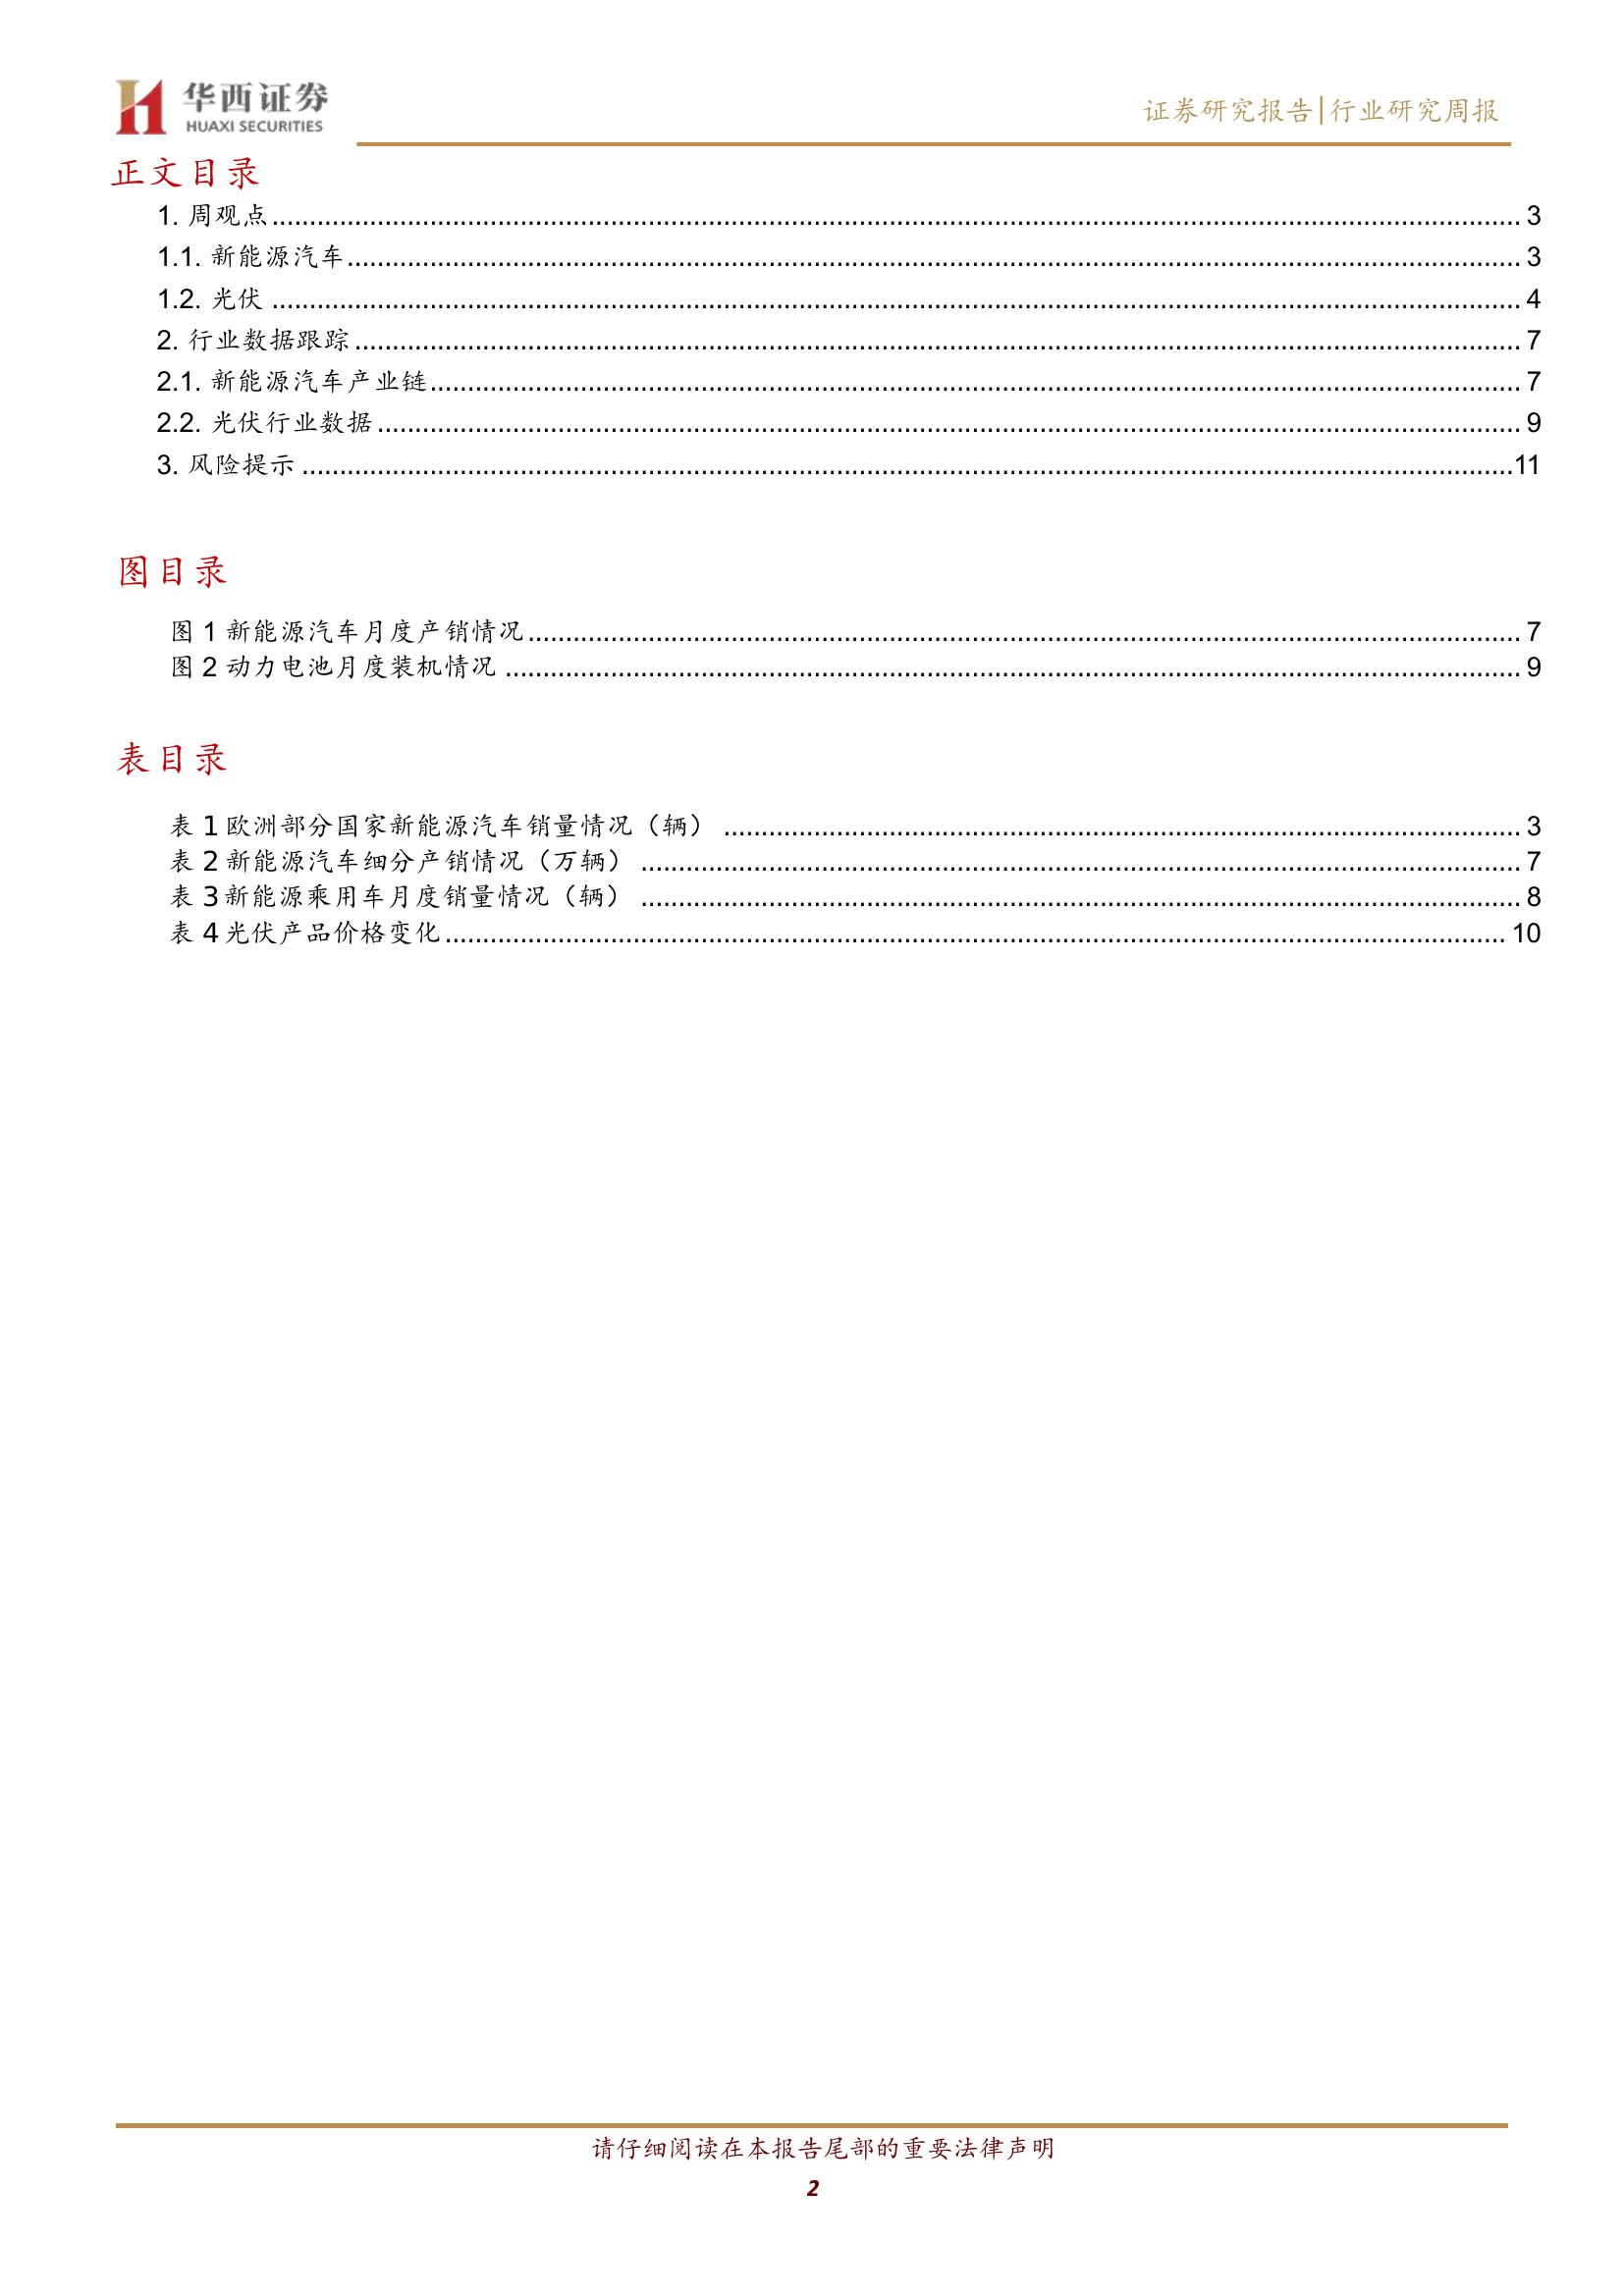 华西证券
HUAXI SECURITIES
证券研究报告|行业研究周报
正文目录
1. 周观点........................................ 3
1.1. 新能源汽车........................................ 3
1.2. 光伏 ........................................ 4
2. 行业数据跟踪 ........................................ 7
2.1. 新能源汽车产业链........................................ 7
2.2. 光伏行业数据 ........................................ 9
3. 风险提示 ........................................11
图目录
图 1 新能源汽车月度产销情况........................................ 7
图 2 动力电池月度装机情况 ........................................ 9
表目录
表 1 欧洲部分国家新能源汽车销量情况（辆） ........................................ 3
表 2 新能源汽车细分产销情况（万辆） ........................................ 7
表 3 新能源乘用车月度销量情况（辆） ........................................ 8
表 4 光伏产品价格变化........................................ 10
请仔细阅读在本报告尾部的重要法律声明
2